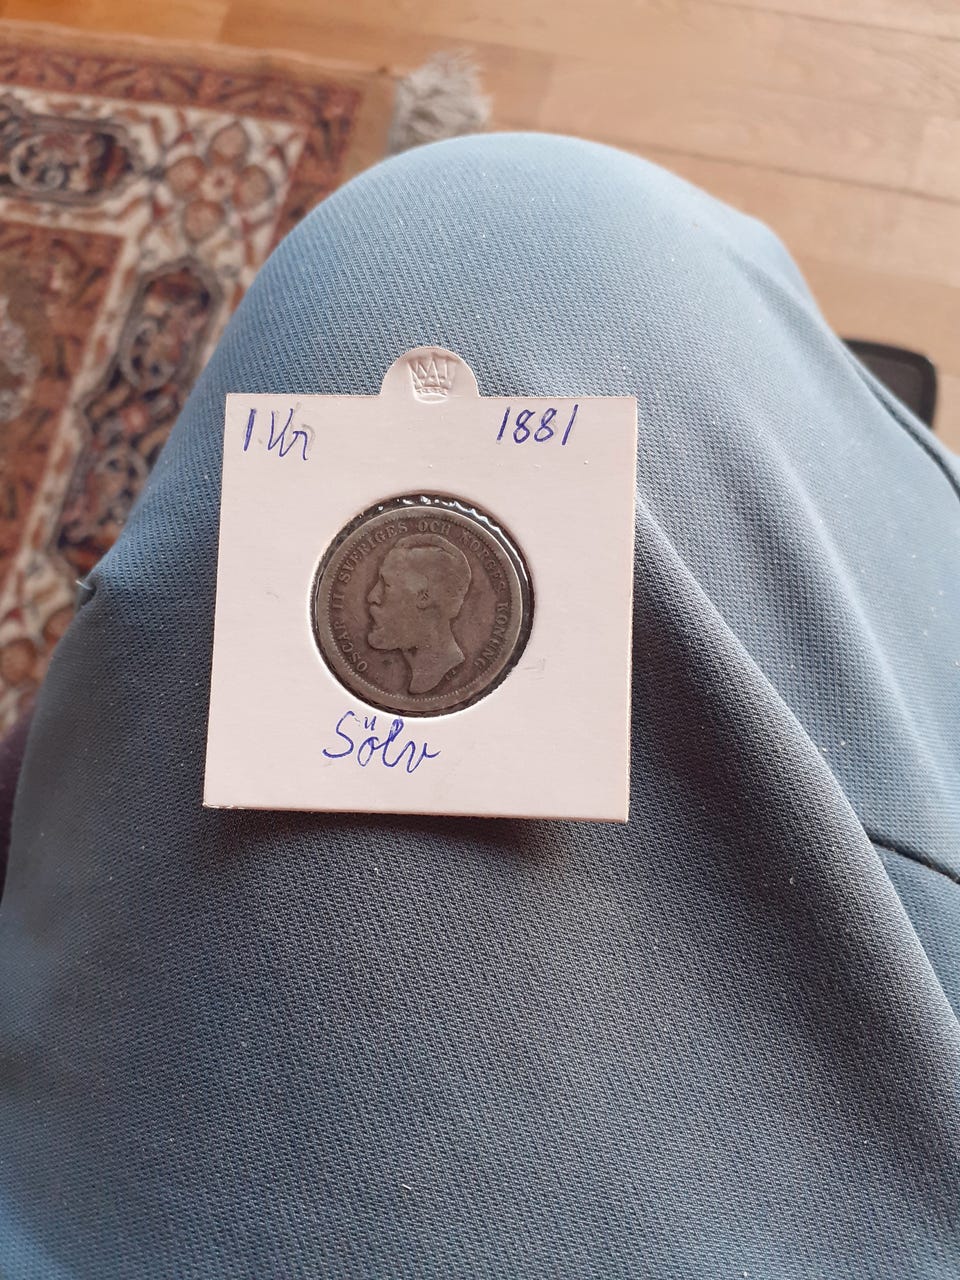 1 Kr 1881
OSCAR II SVERIGES OCH NORGES KONUNG
Sölv